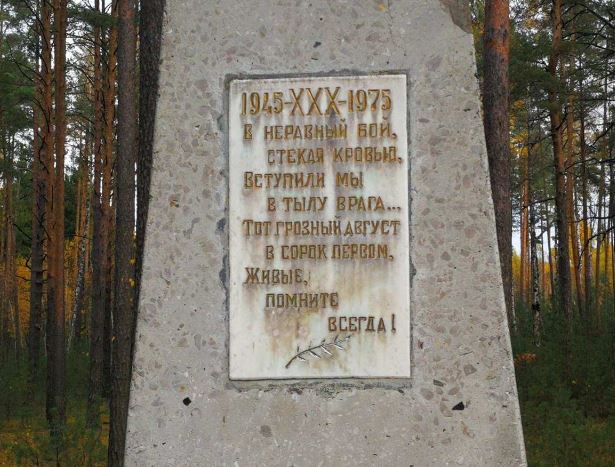 1945-XXX-1975
В НЕРАВНЫЙ БОЙ,
СТЕКАЯ КРОВЬЮ,
ВСТУПИЛИ МЫ
В ТЫЛУ ВРАГА...
ТОТ ГРОЗНЫЙ АВГУСТ
В СОРОК ПЕРВОМ,
ЖИВЫЕ,
ПОМНИТЕ
ВСЕГДА!